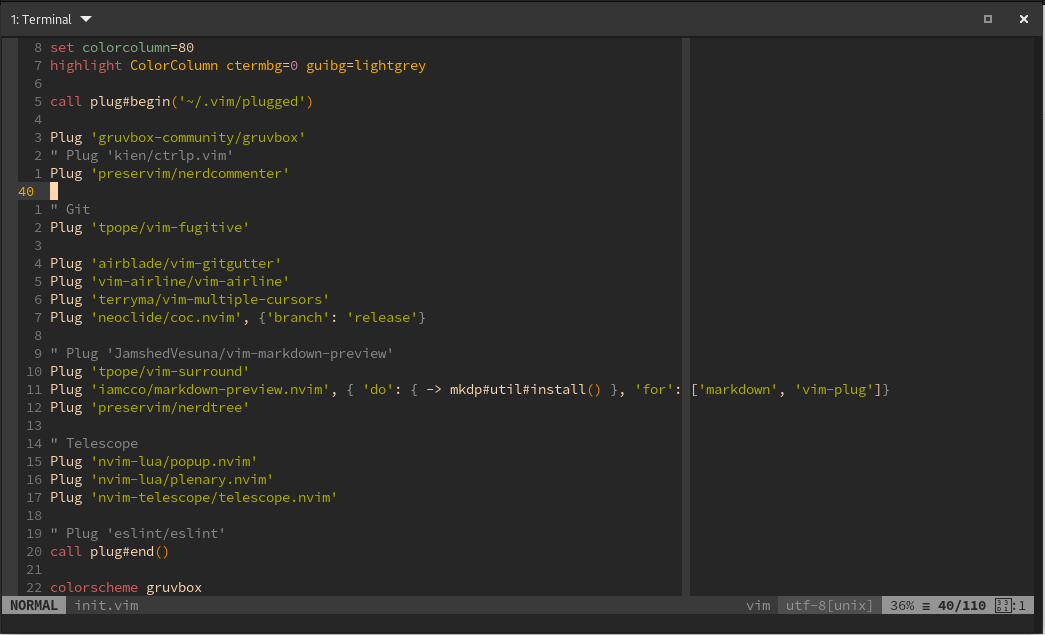 1: Terminal
8 set colorcolumn=80
7 highlight ColorColumn ctermbg=0 guibg=lightgrey
6
5 call plug#begin('~/.vim/plugged')
4
3 Plug 'gruvbox-community/gruvbox'
2 " Plug 'kien/ctrlp.vim'
1 Plug 'preservim/nerdcommenter'
40
1 " Git
2 Plug 'tpope/vim-fugitive'
3
4 Plug 'airblade/vim-gitgutter'
5 Plug 'vim-airline/vim-airline'
6 Plug 'terryma/vim-multiple-cursors'
7 Plug 'neoclide/coc.nvim', {'branch': 'release'}
8
9 " Plug 'JamshedVesuna/vim-markdown-preview'
10 Plug 'tpope/vim-surround'
11 Plug 'iamcco/markdown-preview.nvim', { 'do': { -> mkdp#util#install() }, 'for': ['markdown', 'vim-plug']}
12 Plug 'preservim/nerdtree'
13
14 " Telescope
15 Plug 'nvim-lua/popup.nvim'
16 Plug 'nvim-lua/plenary.nvim'
17 Plug 'nvim-telescope/telescope.nvim'
18
19 " Plug 'eslint/eslint'
20 call plug#end()
21
22 colorscheme gruvbox
NORMAL init.vim vim utf-8[unix] 36% ≡ 40/110 :1